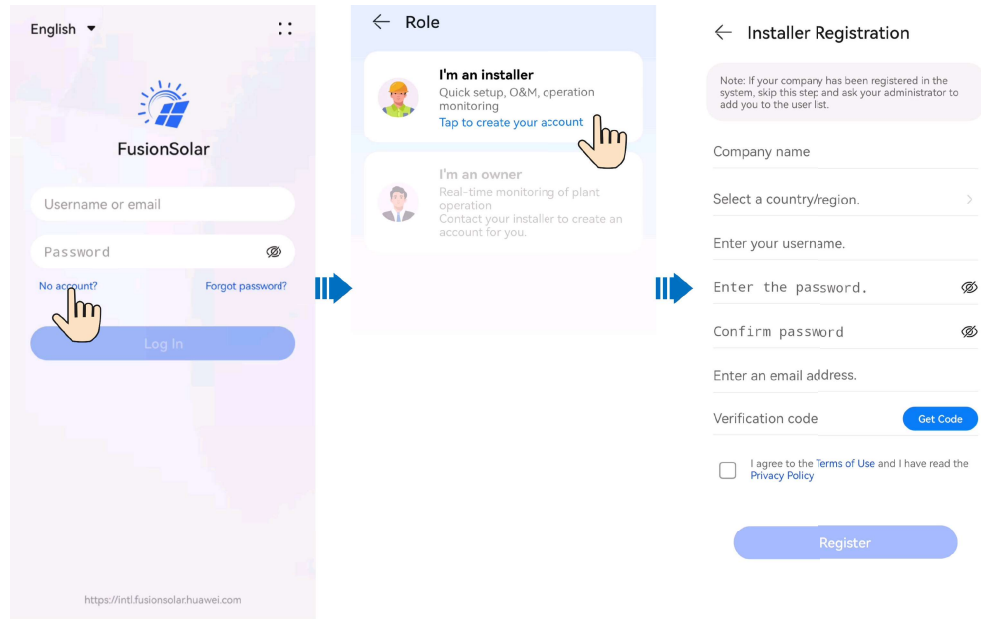 English
FusionSolar
Username or email
Password
No account?
Forgot password?
Log In
https://intl.fusionsolar.huawei.com
Role
I'm an installer
Quick setup, O&M, operation
monitoring
Tap to create your account
I'm an owner
Real-time monitoring of plant
operation
Contact your installer to create an
account for you.
Installer Registration
Note: If your company has been registered in the
system, skip this step and ask your administrator to
add you to the user list.
Company name
Select a country/region.
Enter your username.
Enter the password.
Confirm password
Enter an email address.
Verification code
Get Code
I agree to the Terms of Use and I have read the
Privacy Policy
Register